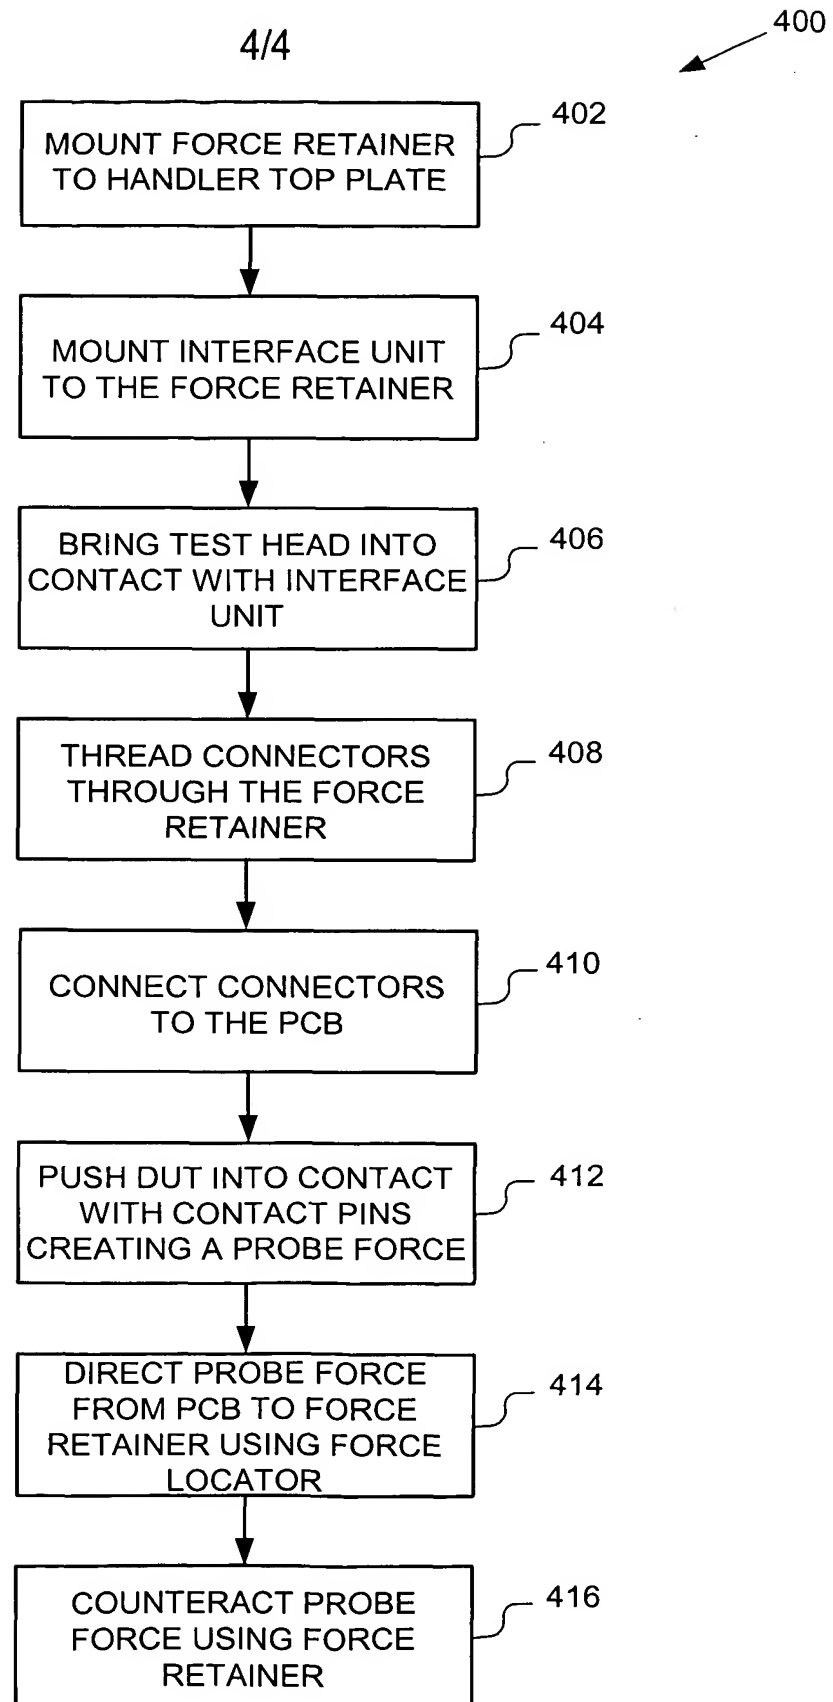 4/4
400
MOUNT FORCE RETAINER
TO HANDLER TOP PLATE
402
MOUNT INTERFACE UNIT
TO THE FORCE RETAINER
404
BRING TEST HEAD INTO
CONTACT WITH INTERFACE
UNIT
406
THREAD CONNECTORS
THROUGH THE FORCE
RETAINER
408
CONNECT CONNECTORS
TO THE PCB
410
PUSH DUT INTO CONTACT
WITH CONTACT PINS
CREATING A PROBE FORCE
412
DIRECT PROBE FORCE
FROM PCB TO FORCE
RETAINER USING FORCE
LOCATOR
414
COUNTERACT PROBE
FORCE USING FORCE
RETAINER
416